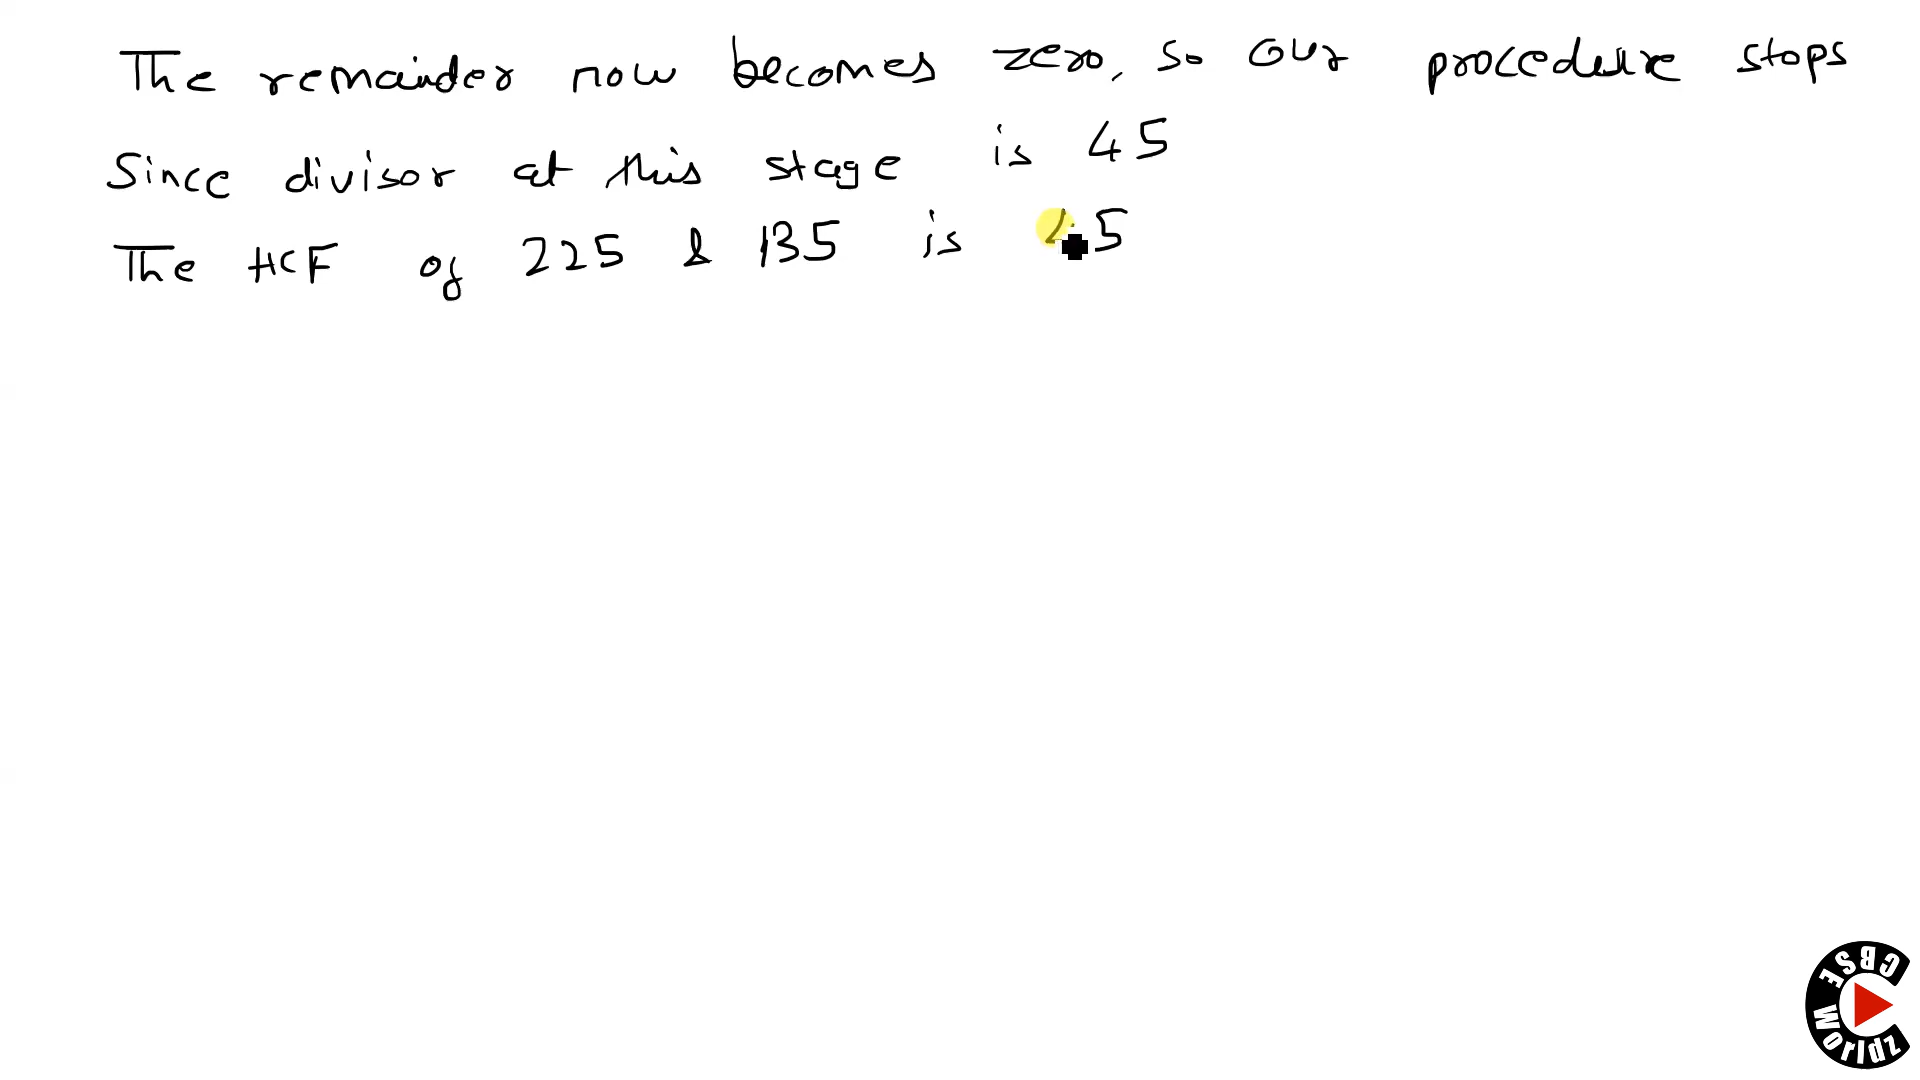 The remainder now becomes zero, so our procedure stops
Since divisor at this stage is 45
The HCF of 225 & 135 is 45
CBSE Worldz